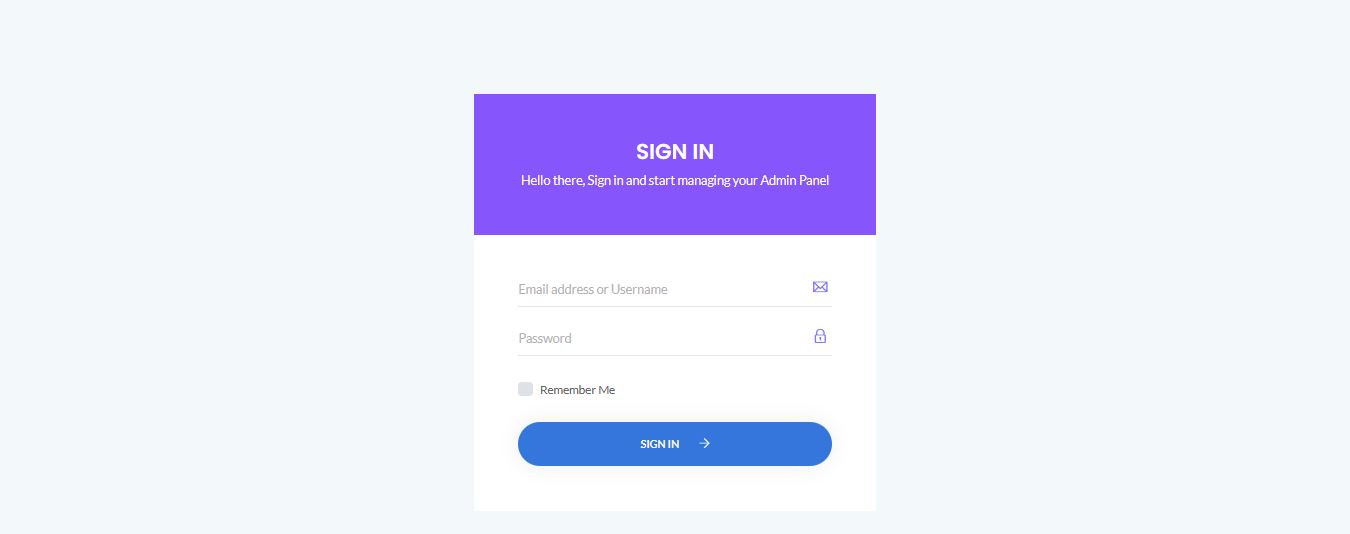 SIGN IN
Hello there, Sign in and start managing your Admin Panel
Email address or Username
Password
Remember Me
SIGN IN